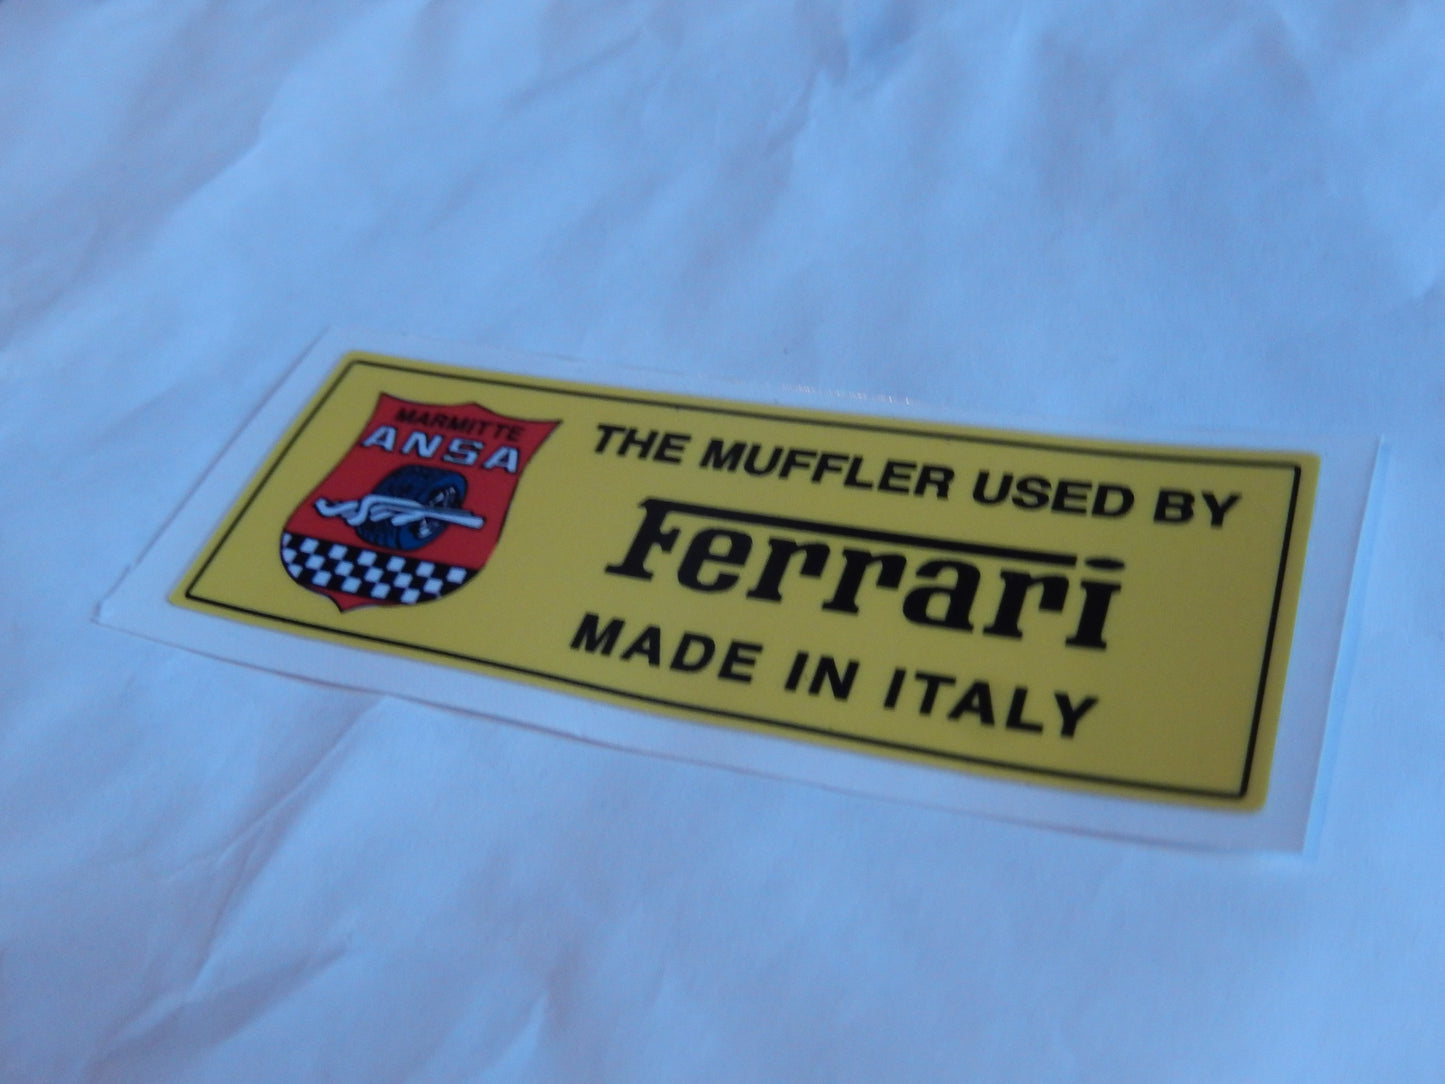 MARMITTE
ANSA
THE MUFFLER USED BY
Ferrari
MADE IN ITALY